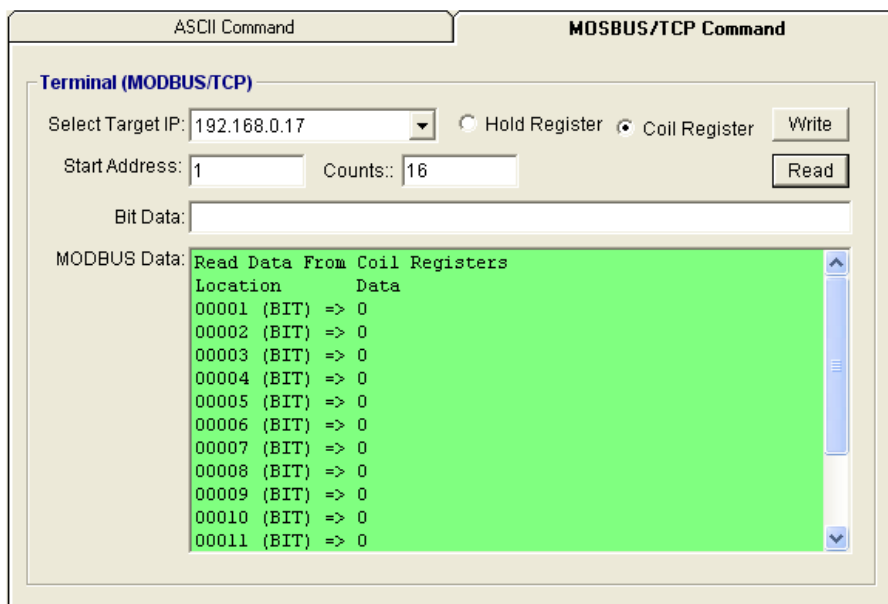 ASCII Command
MOSBUS/TCP Command
Terminal (MODBUS/TCP)
Select Target IP: 192.168.0.17 Hold Register Coil Register Write
Start Address: 1 Counts:: 16 Read
Bit Data:
MODBUS Data: Read Data From Coil Registers
Location Data
00001 (BIT) => 0
00002 (BIT) => 0
00003 (BIT) => 0
00004 (BIT) => 0
00005 (BIT) => 0
00006 (BIT) => 0
00007 (BIT) => 0
00008 (BIT) => 0
00009 (BIT) => 0
00010 (BIT) => 0
00011 (BIT) => 0